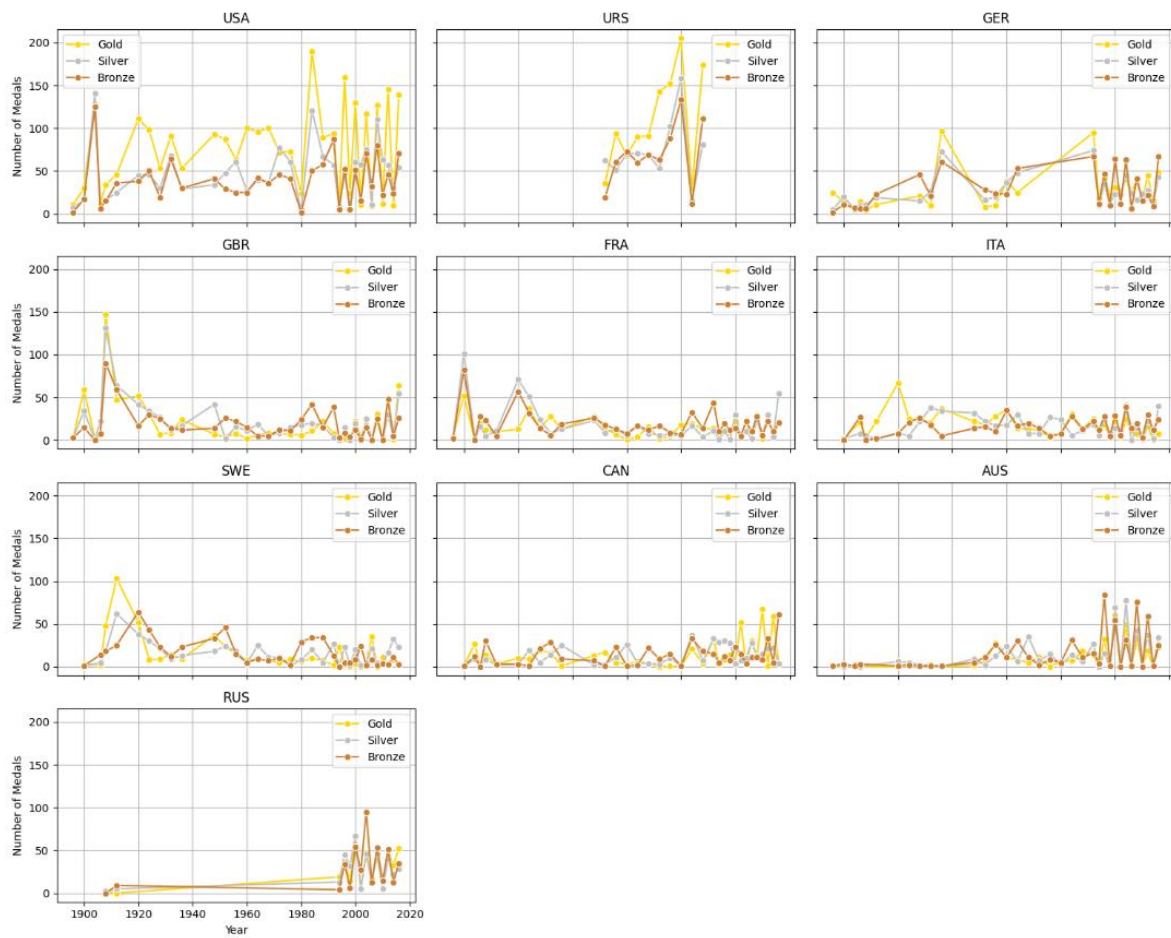 USA
URS
GER
Number of Medals
200
150
100
50
0
Gold
Silver
Bronze
Gold
Silver
Bronze
Gold
Silver
Bronze
GBR
FRA
ITA
Number of Medals
200
150
100
50
0
Gold
Silver
Bronze
Gold
Silver
Bronze
Gold
Silver
Bronze
SWE
CAN
AUS
Number of Medals
200
150
100
50
0
Gold
Silver
Bronze
Gold
Silver
Bronze
Gold
Silver
Bronze
RUS
Number of Medals
200
150
100
50
0
Gold
Silver
Bronze
1900 1920 1940 1960 1980 2000 2020
Year